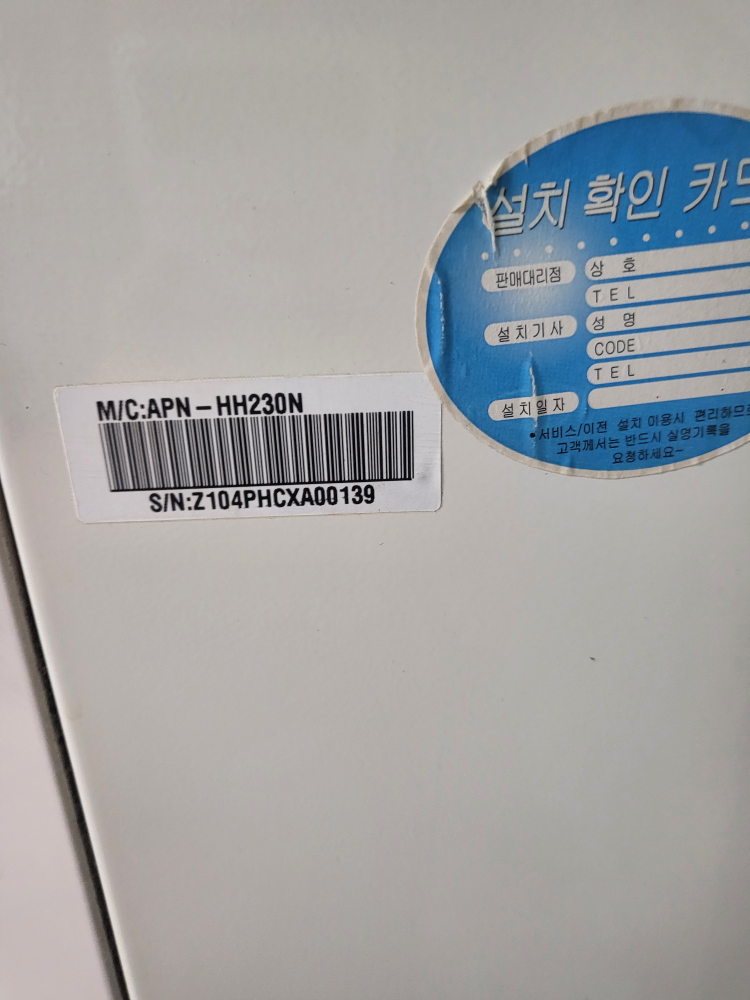 설치 확인 카드
판매대리점
상 호
T E L
설치기사
성 명
CODE
T E L
설치일자
• 서비스/이전 설치 이용시 편리하므로
고객께서는 반드시 실명기록을
요청하세요-
M/C:APN-HH230N
S/N:Z104PHCXA00139